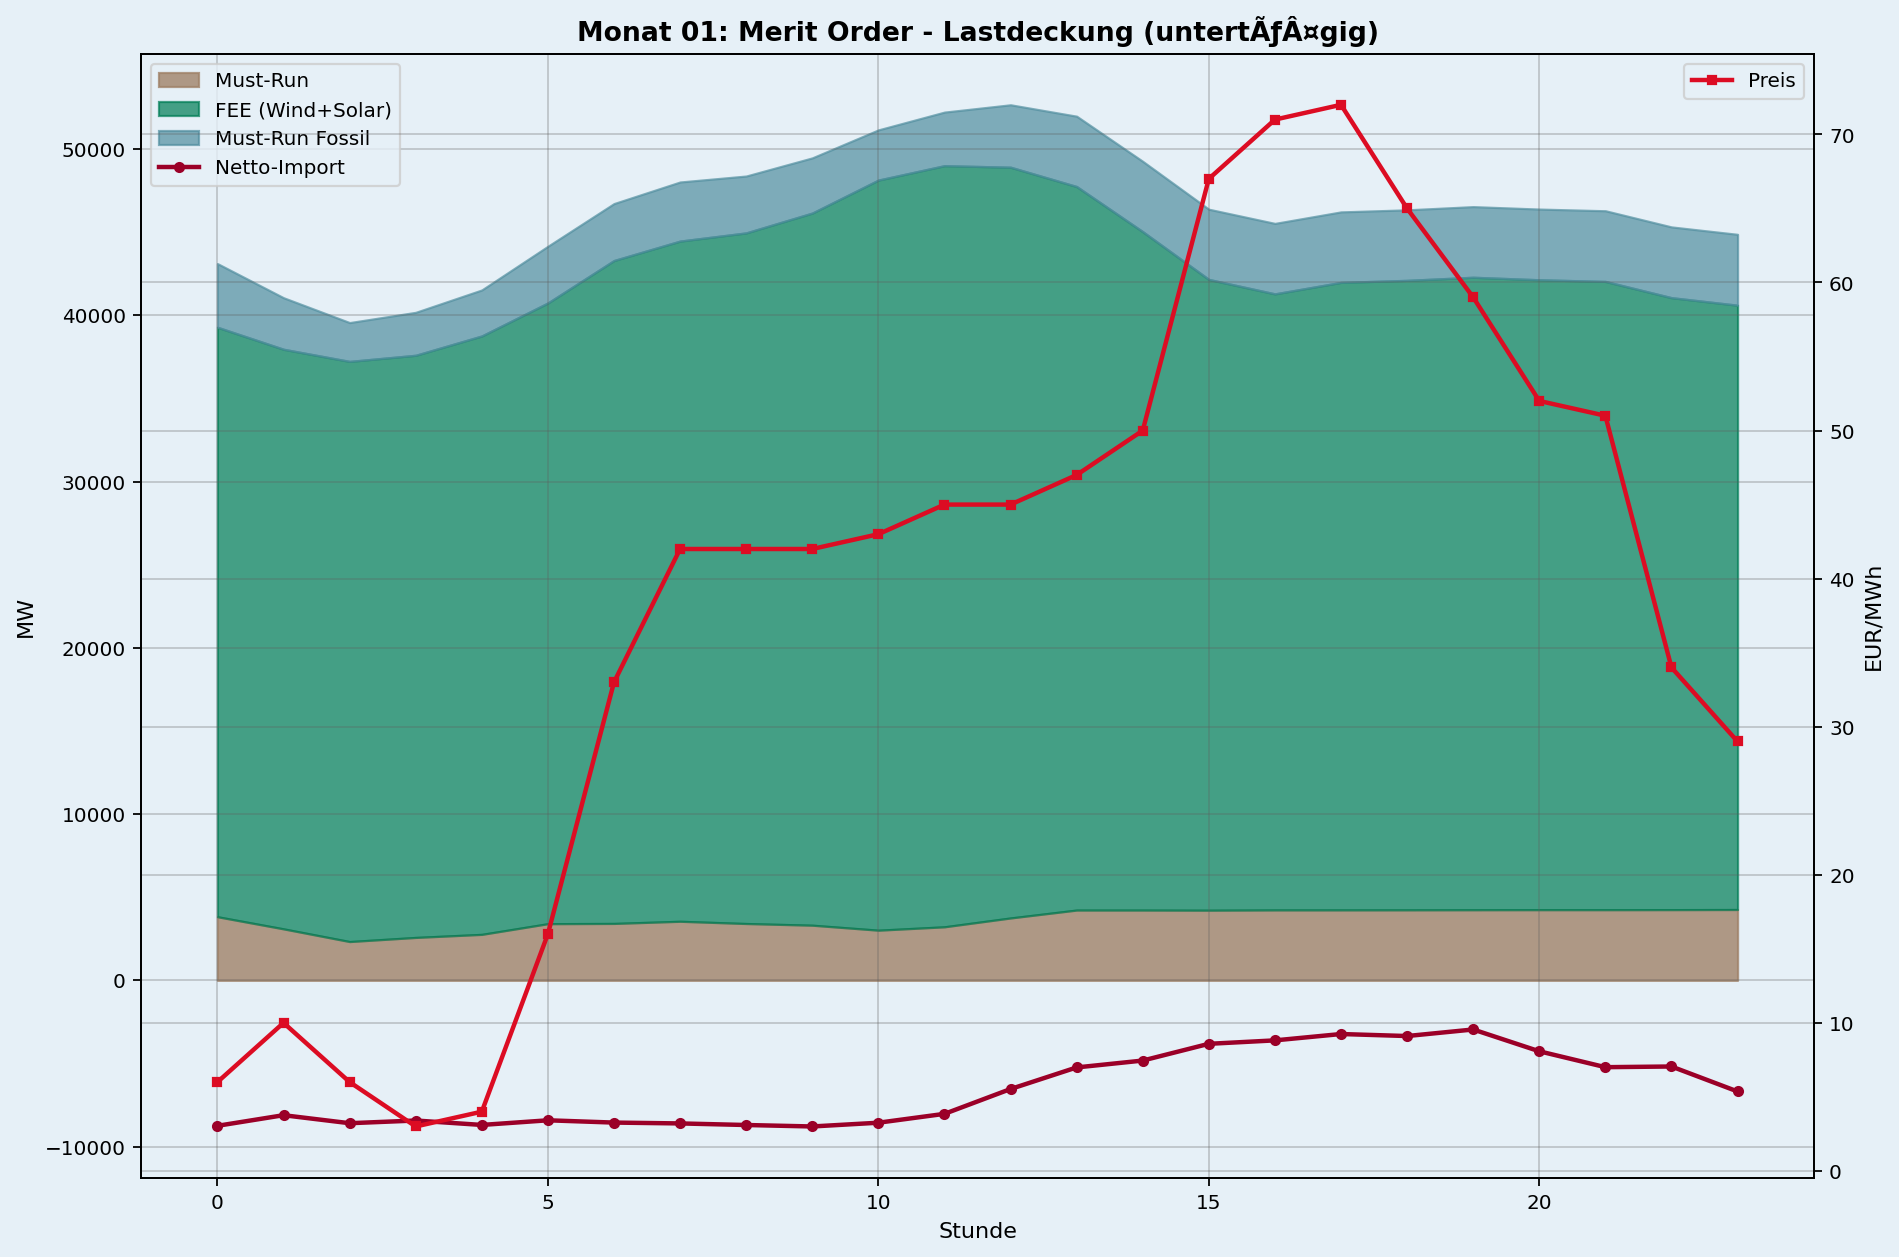 Monat 01: Merit Order - Lastdeckung (untertÃƒÂ¤gig)
Must-Run
FEE (Wind+Solar)
Must-Run Fossil
Netto-Import
Preis
50000
40000
30000
20000
10000
0
−10000
MW
70
60
50
40
30
20
10
0
EUR/MWh
0
5
10
15
20
Stunde